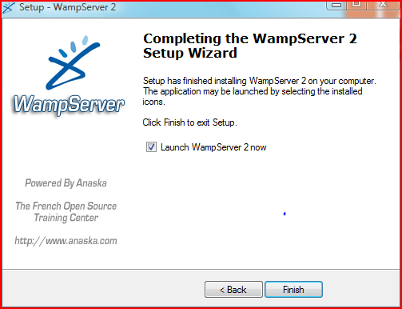 Setup - WampServer 2
Completing the WampServer 2
Setup Wizard
Setup has finished installing WampServer 2 on your computer.
The application may be launched by selecting the installed
icons.
Click Finish to exit Setup.
Launch WampServer 2 now
WampServer
Powered By Anaska
The French Open Source
Training Center
http://www.anaska.com
< Back
Finish